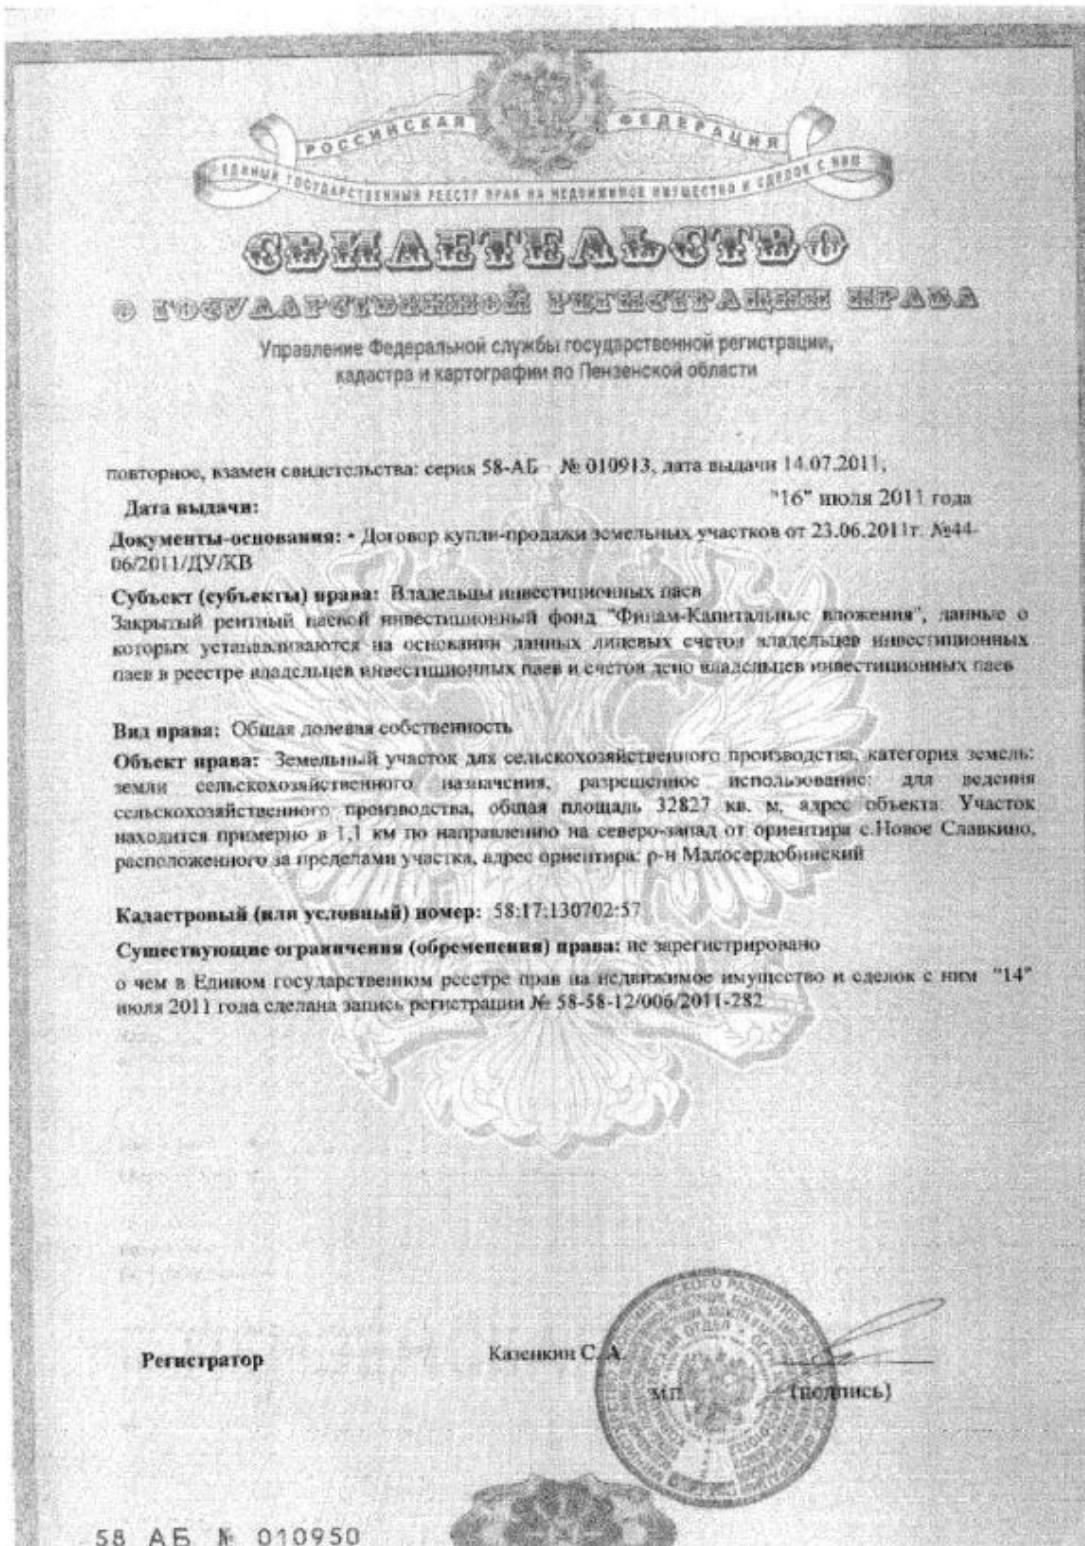 РОССИЙСКАЯ ФЕДЕРАЦИЯ
ЕДИНЫЙ ГОСУДАРСТВЕННЫЙ РЕЕСТР ПРАВ НА НЕДВИЖИМОЕ ИМУЩЕСТВО И СДЕЛОК С НИМ
СВИДЕТЕЛЬСТВО
О ГОСУДАРСТВЕННОЙ РЕГИСТРАЦИИ ПРАВА
Управление Федеральной службы государственной регистрации,
кадастра и картографии по Пензенской области
повторное, взамен свидетельства: серия 58-АБ № 010913, дата выдачи 14.07.2011,
Дата выдачи: "16" июля 2011 года
Документы-основания: • Договор купли-продажи земельных участков от 23.06.2011г. №44-
06/2011/ДУ/КВ
Субъект (субъекты) права: Владельцы инвестиционных паев
Закрытый рентный паевой инвестиционный фонд "Финам-Капитальные вложения", данные о
которых устанавливаются на основании данных лицевых счетов владельцев инвестиционных
паев в реестре владельцев инвестиционных паев и счетов депо владельцев инвестиционных паев
Вид права: Общая долевая собственность
Объект права: Земельный участок для сельскохозяйственного производства, категория земель:
земли сельскохозяйственного назначения, разрешенное использование: для ведения
сельскохозяйственного производства, общая площадь 32827 кв. м, адрес объекта: Участок
находится примерно в 1,1 км по направлению на северо-запад от ориентира с.Новое Славкино,
расположенного за пределами участка, адрес ориентира: р-н Малосердобинский
Кадастровый (или условный) номер: 58:17:130702:57
Существующие ограничения (обременения) права: не зарегистрировано
о чем в Едином государственном реестре прав на недвижимое имущество и сделок с ним "14"
июля 2011 года сделана запись регистрации № 58-58-12/006/2011-282
Регистратор Казенкин С. А.
М.П. (подпись)
58 АБ № 010950